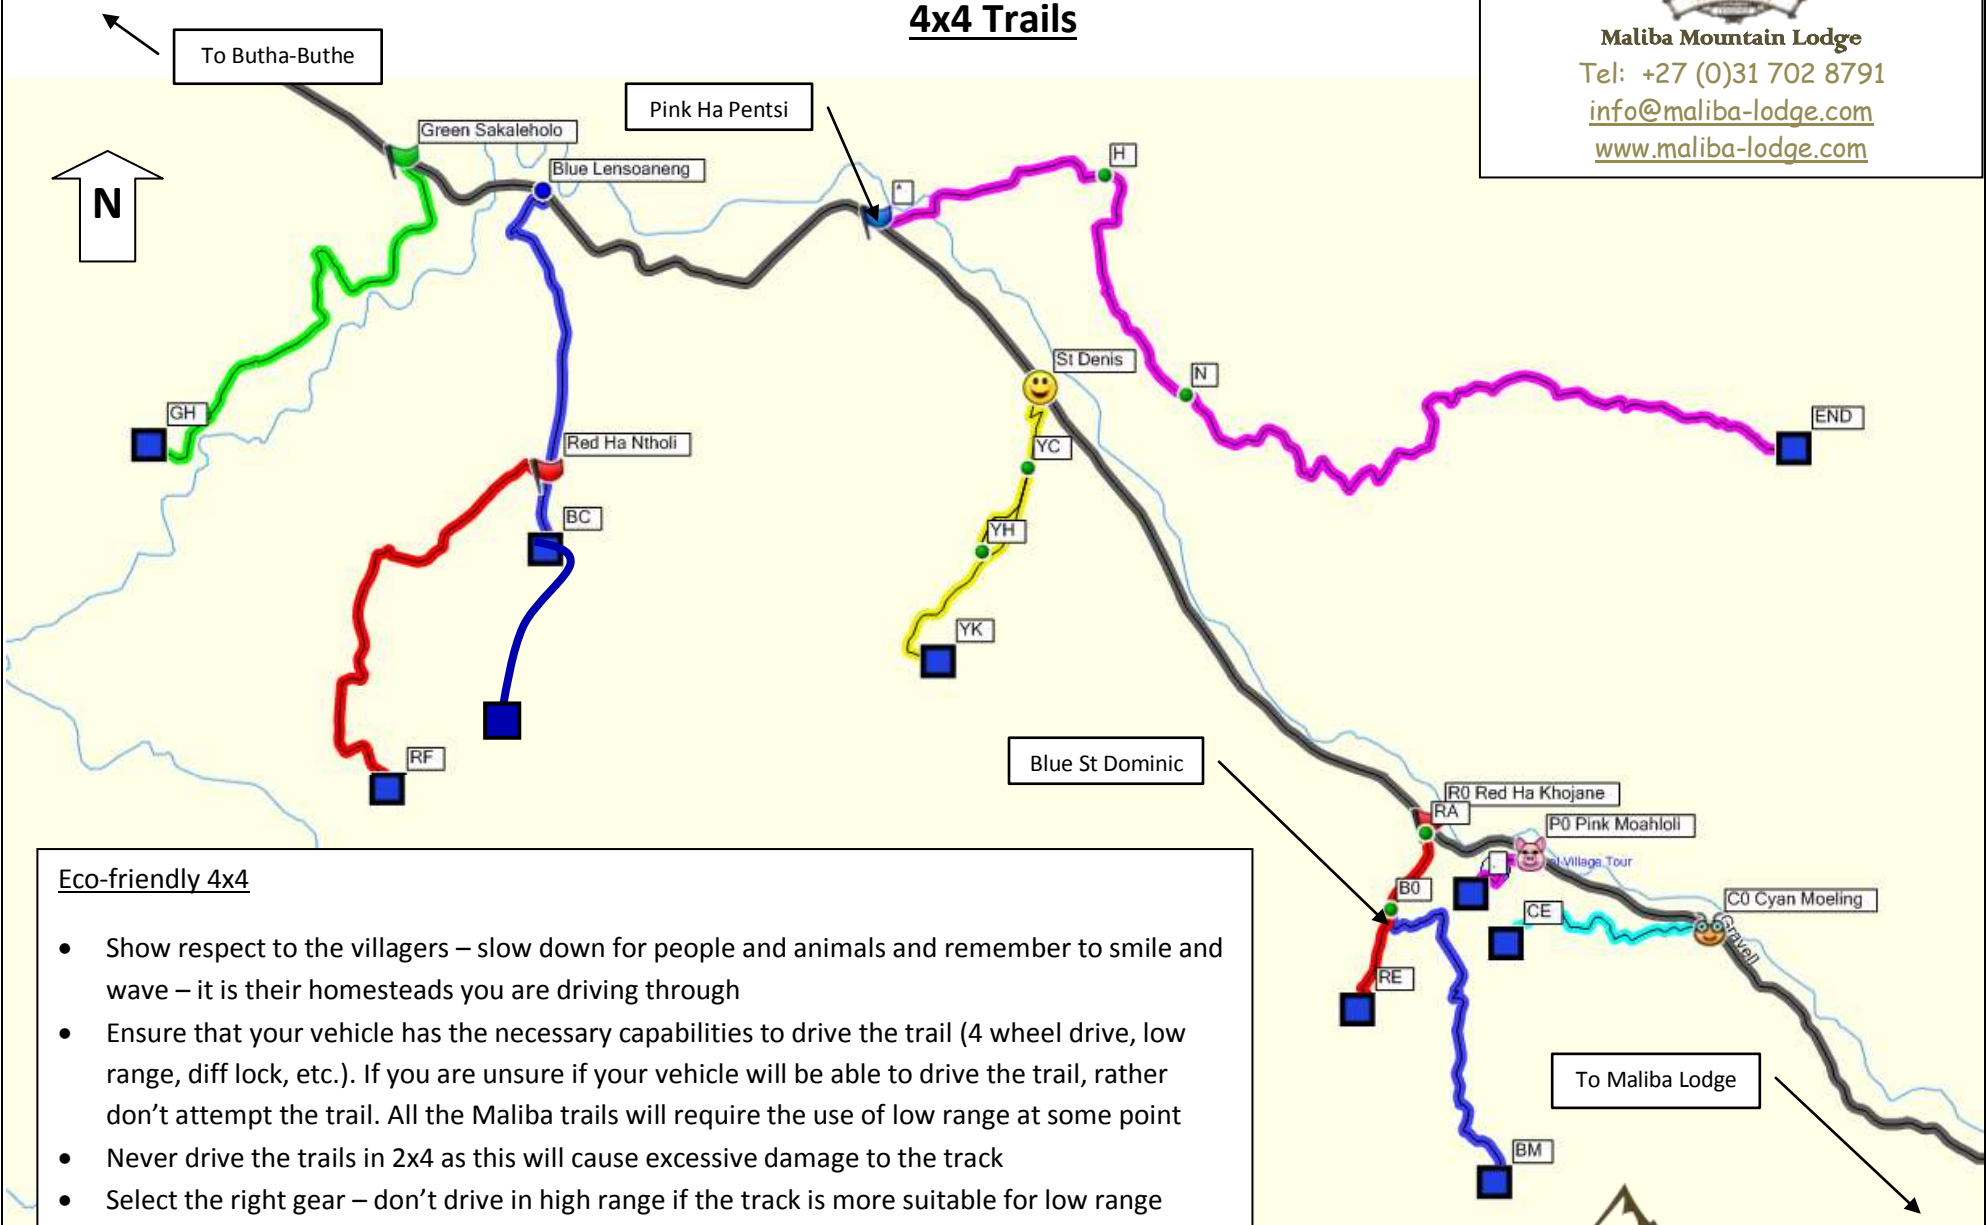 4x4 Trails
Maliba Mountain Lodge
Tel: +27 (0)31 702 8791
info@maliba-lodge.com
www.maliba-lodge.com
To Butha-Buthe
Pink Ha Pentsi
Green Sakaleholo
Blue Lensoaneng
N
*
H
St Denis
N
GH
END
Red Ha Ntholi
YC
BC
YH
YK
RF
Blue St Dominic
R0 Red Ha Khojane
RA
P0 Pink Moahloli
Village Tour
B0
C0 Cyan Moeling
CE
Gravell
RE
To Maliba Lodge
BM
Eco-friendly 4x4
• Show respect to the villagers – slow down for people and animals and remember to smile and
wave – it is their homesteads you are driving through
• Ensure that your vehicle has the necessary capabilities to drive the trail (4 wheel drive, low
range, diff lock, etc.). If you are unsure if your vehicle will be able to drive the trail, rather
don’t attempt the trail. All the Maliba trails will require the use of low range at some point
• Never drive the trails in 2x4 as this will cause excessive damage to the track
• Select the right gear – don’t drive in high range if the track is more suitable for low range